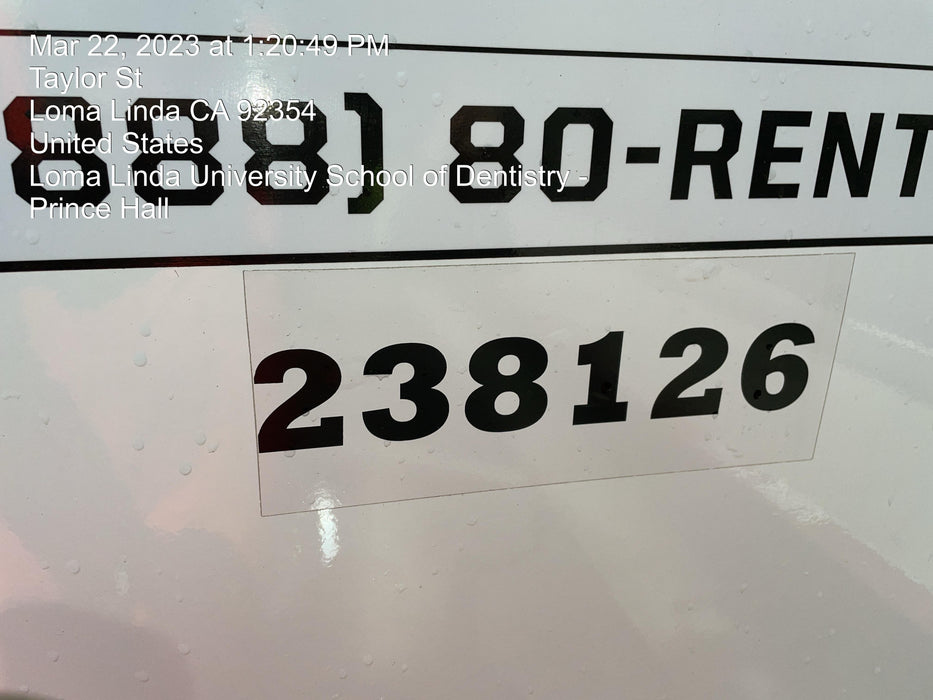 Mar 22, 2023 at 1:20:49 PM
Taylor St
Loma Linda CA 92354
United States
Loma Linda University School of Dentistry -
Prince Hall
888) 80-RENT
238126